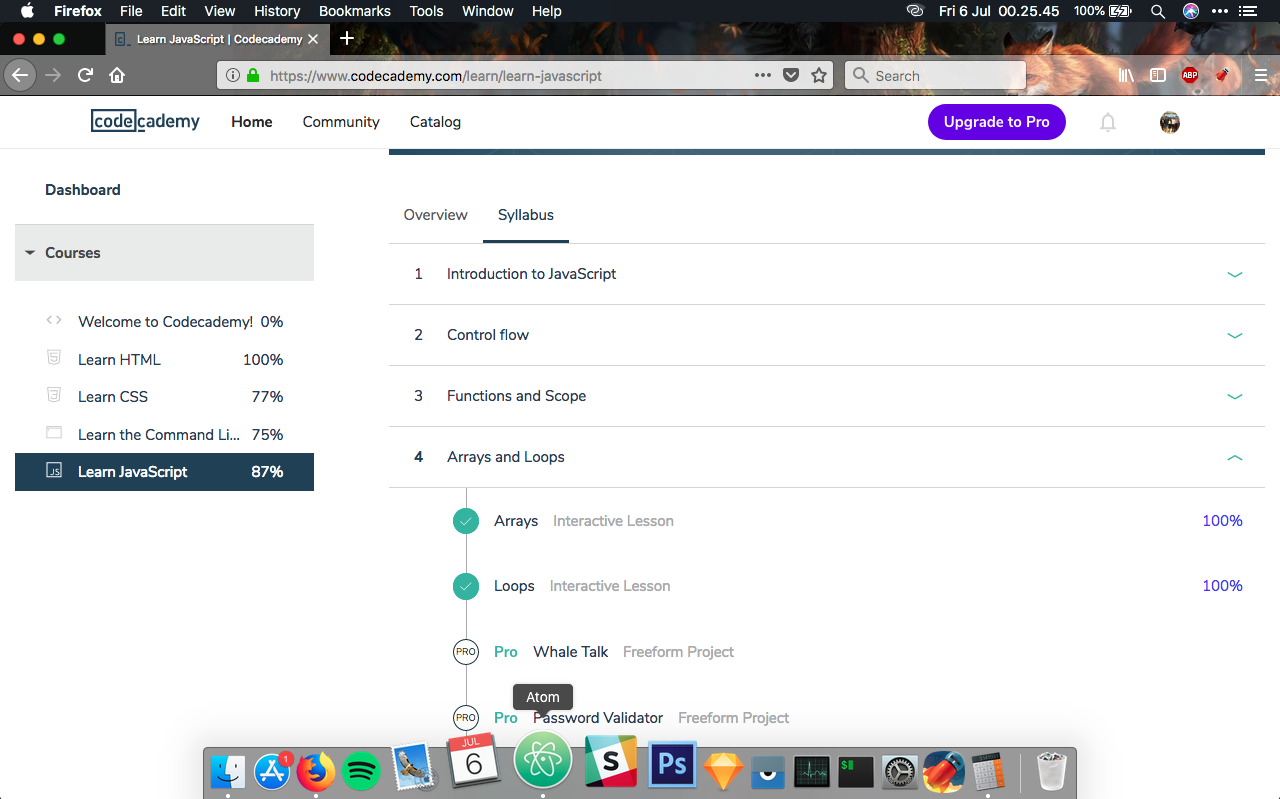 Firefox File Edit View History Bookmarks Tools Window Help Fri 6 Jul 00.25.45 100%
Learn JavaScript | Codecademy
https://www.codecademy.com/learn/learn-javascript Search ABP
codecademy Home Community Catalog Upgrade to Pro
Dashboard
Overview Syllabus
Courses
1 Introduction to JavaScript
Welcome to Codecademy! 0%
2 Control flow
Learn HTML 100%
Learn CSS 77%
3 Functions and Scope
Learn the Command Li... 75%
4 Arrays and Loops
JS Learn JavaScript 87%
Arrays Interactive Lesson 100%
Loops Interactive Lesson 100%
PRO Pro Whale Talk Freeform Project
Atom
PRO Pro Password Validator Freeform Project
1 JUL 6 S Ps $